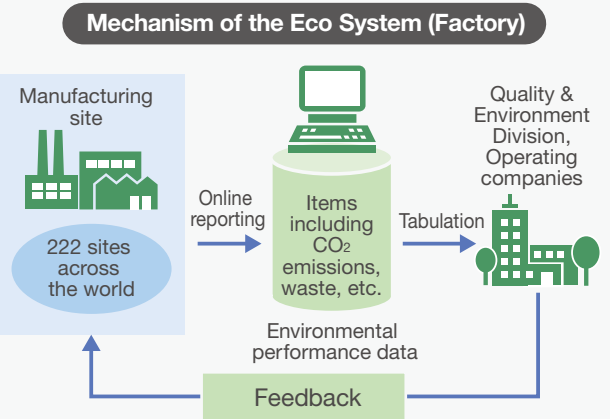 Mechanism of the Eco System (Factory)
Manufacturing
site
222 sites
across
the world
Online
reporting
Items
including
CO₂
emissions,
waste, etc.
Environmental
performance data
Tabulation
Quality &
Environment
Division,
Operating
companies
Feedback